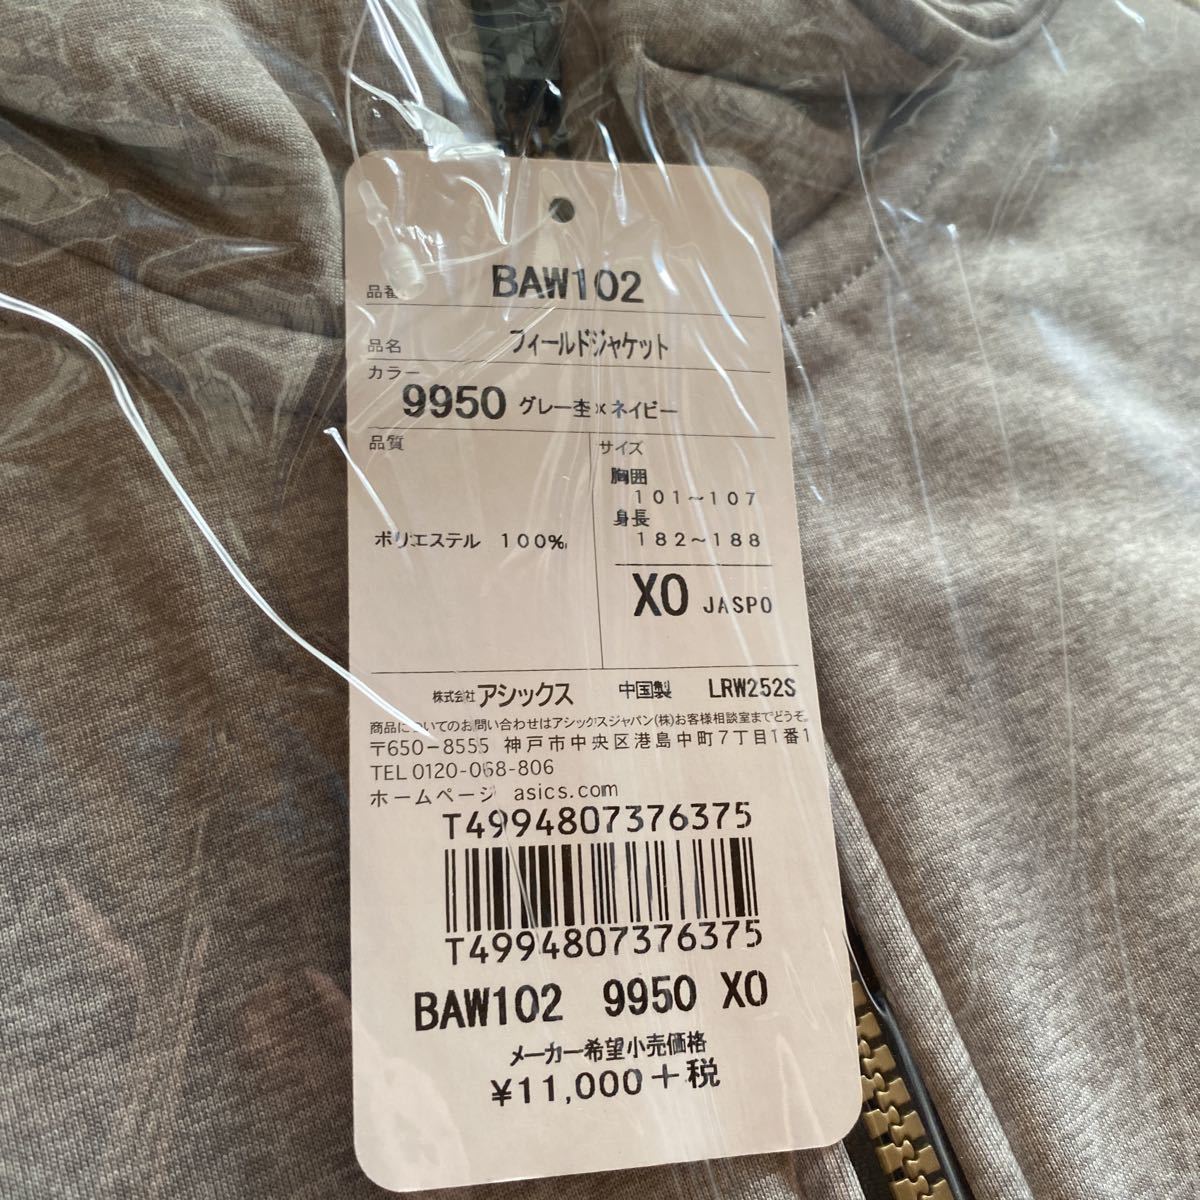 品番 BAW102
品名 フィールドジャケット
カラー
9950 グレー杢×ネイビー
品質
サイズ
胸囲
101~107
身長
182~188
ポリエステル 100%
XO JASPO
株式会社アシックス 中国製 LRW252S
商品についてのお問い合わせはアシックスジャパン(株)お客様相談室までどうぞ。
〒650-8555 神戸市中央区港島中町7丁目1番1
TEL 0120-068-806
ホームページ asics.com
T4994807376375
T4994807376375
BAW102 9950 XO
メーカー希望小売価格
¥11,000+税